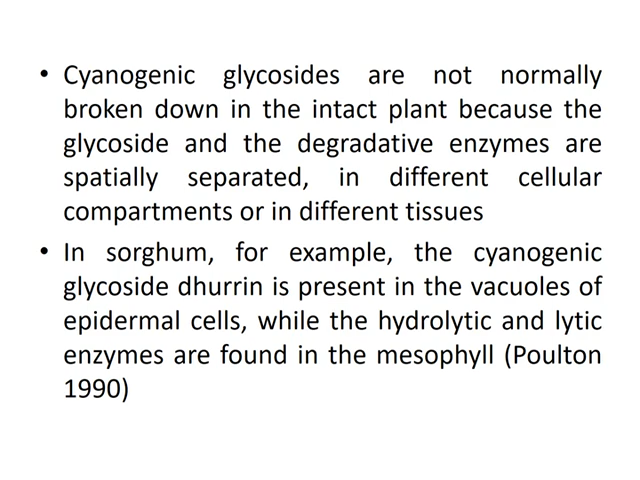 • Cyanogenic glycosides are not normally
broken down in the intact plant because the
glycoside and the degradative enzymes are
spatially separated, in different cellular
compartments or in different tissues
• In sorghum, for example, the cyanogenic
glycoside dhurrin is present in the vacuoles of
epidermal cells, while the hydrolytic and lytic
enzymes are found in the mesophyll (Poulton
1990)